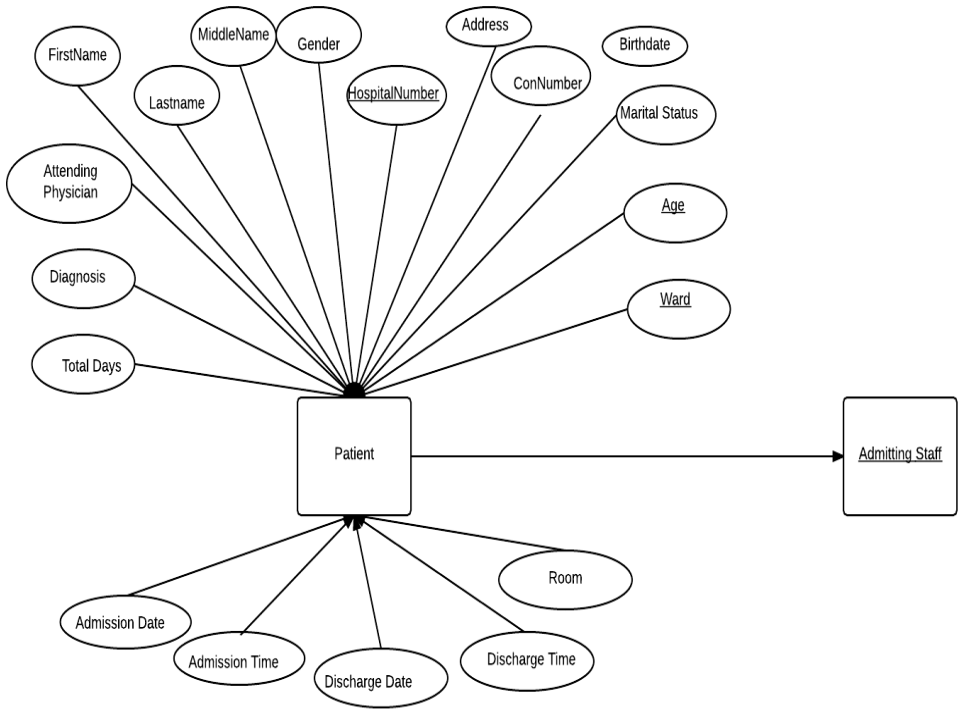 Address
MiddleName
Gender
Birthdate
FirstName
ConNumber
HospitalNumber
Lastname
Marital Status
Attending
Physician
Age
Diagnosis
Ward
Total Days
Patient
Admitting Staff
Room
Admission Date
Admission Time
Discharge Time
Discharge Date